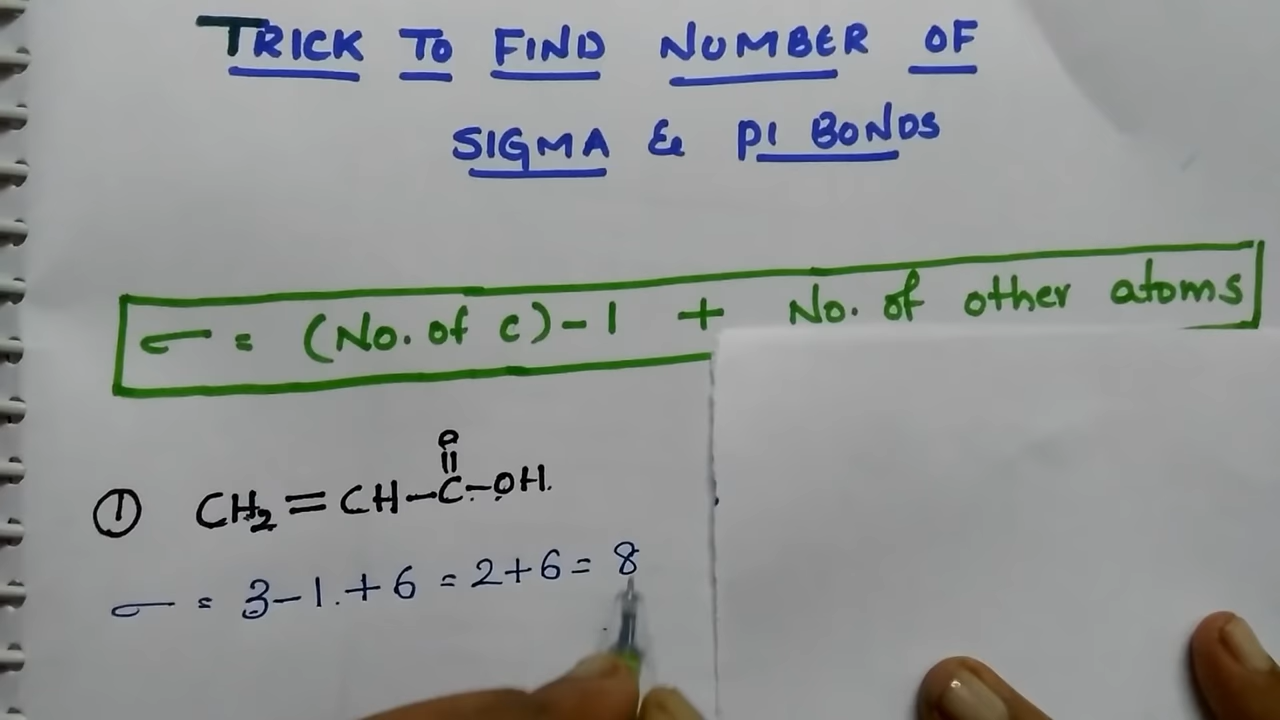 TRICK TO FIND NUMBER OF
SIGMA & PI BONDS
σ = (No. of c) - 1 + No. of other atoms
O
① CH₂=CH-C-OH.
σ = 3-1.+6 = 2+6 = 8